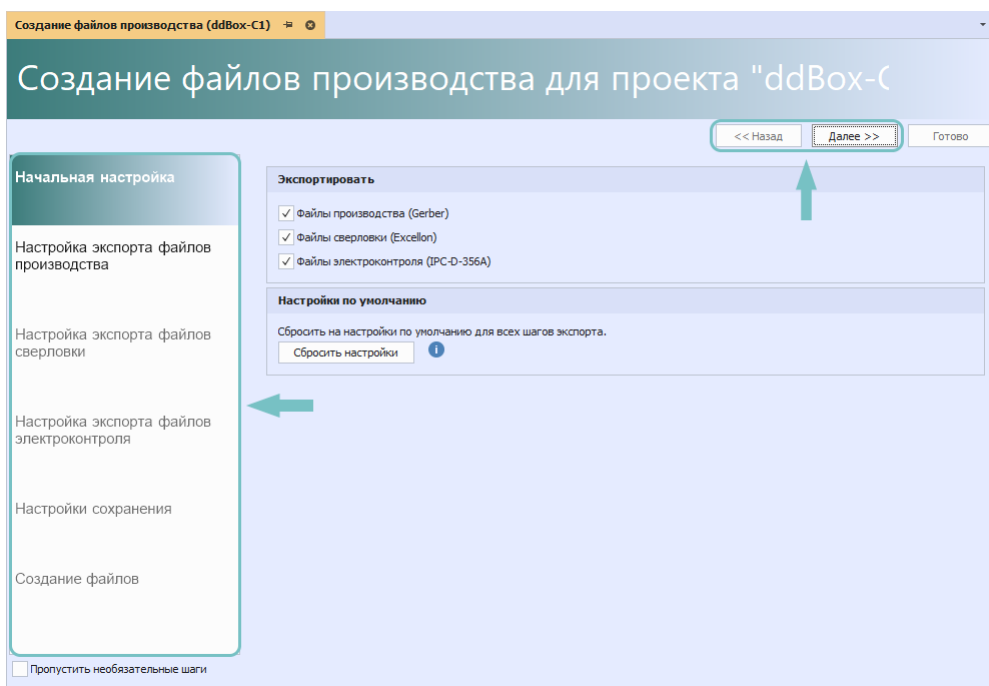 Создание файлов производства (ddBox-C1)
Создание файлов производства для проекта "ddBox-C
<< Назад
Далее >>
Готово
Начальная настройка
Настройка экспорта файлов
производства
Настройка экспорта файлов
сверловки
Настройка экспорта файлов
электроконтроля
Настройки сохранения
Создание файлов
Пропустить необязательные шаги
Экспортировать
Файлы производства (Gerber)
Файлы сверловки (Excellon)
Файлы электроконтроля (IPC-D-356A)
Настройки по умолчанию
Сбросить на настройки по умолчанию для всех шагов экспорта.
Сбросить настройки